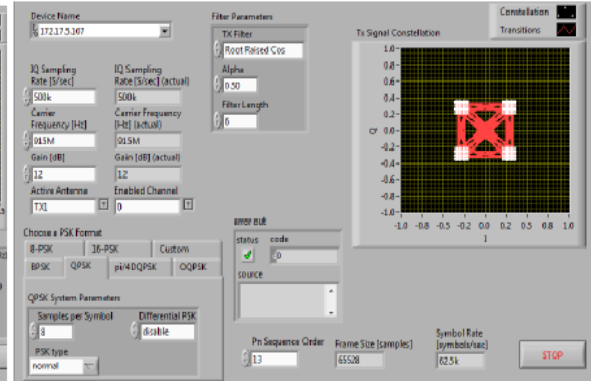 Device Name
172.17.5.107
IQ Sampling
Rate [S/sec]
500k
IQ Sampling
Rate [S/sec] (actual)
500k
Carrier
Frequency [Hz]
915M
Carrier Frequency
[Hz] (actual)
915M
Gain [dB]
12
Gain [dB] (actual)
12
Active Antenna
TX1
Enabled Channel
0
Filter Parameters
TX Filter
Root Raised Cos
Alpha
0.50
Filter Length
6
Constellation
Transitions
Tx Signal Constellation
1.0
0.8
0.6
0.4
0.2
0.0
-0.2
-0.4
-0.6
-0.8
-1.0
Q
-1.0 -0.8 -0.5 -0.2 0.0 0.2 0.5 0.8 1.0
I
Choose a PSK Format
8-PSK 16-PSK Custom
BPSK QPSK pi/4DQPSK OQPSK
QPSK System Parameters
Samples per Symbol
8
Differential PSK
disable
PSK type
normal
error out
status code
0
source
Pn Sequence Order
13
Frame Size [samples]
65528
Symbol Rate
[symbols/sec]
62.5k
STOP